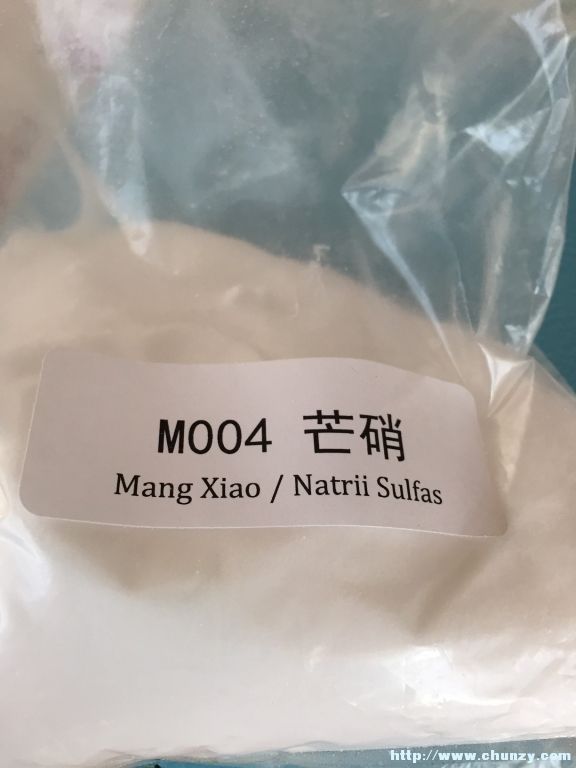 M004 芒硝
Mang Xiao / Natrii Sulfas
http://www.chunzy.com